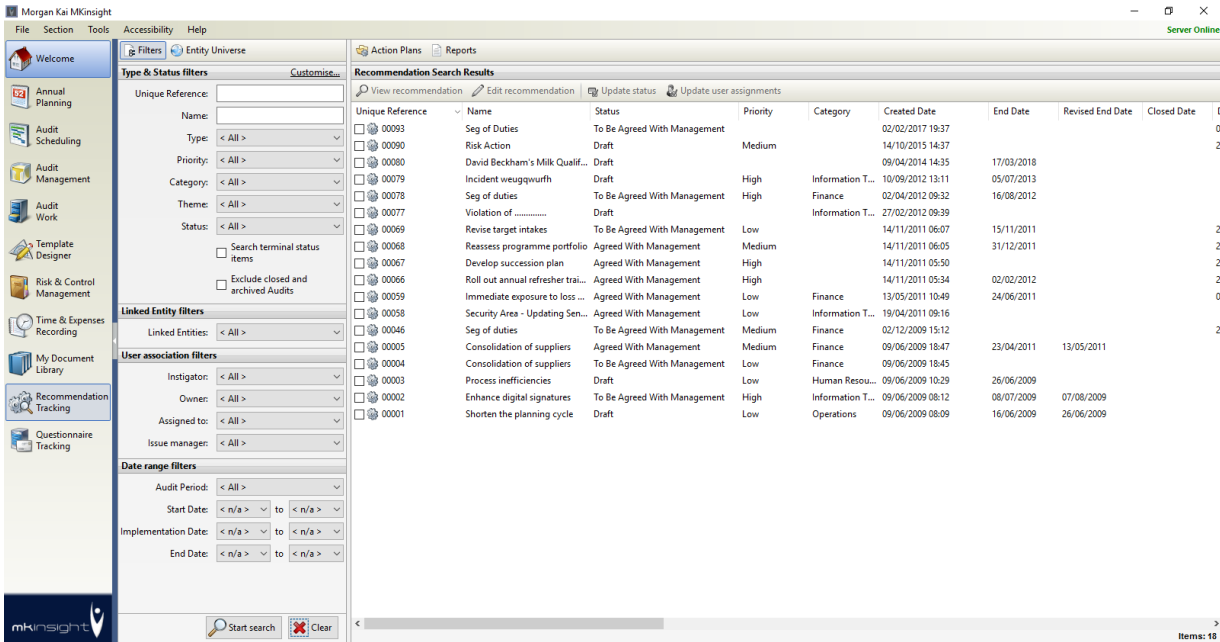 Morgan Kai MKinsight
File Section Tools Accessibility Help
Server Online
Welcome
Annual
Planning
Audit
Scheduling
Audit
Management
Audit
Work
Template
Designer
Risk & Control
Management
Time & Expenses
Recording
My Document
Library
Recommendation
Tracking
Questionnaire
Tracking
mkinsight
Filters Entity Universe
Type & Status filters Customise...
Unique Reference:
Name:
Type: < All >
Priority: < All >
Category: < All >
Theme: < All >
Status: < All >
Search terminal status
items
Exclude closed and
archived Audits
Linked Entity filters
Linked Entities: < All >
User association filters
Instigator: < All >
Owner: < All >
Assigned to: < All >
Issue manager: < All >
Date range filters
Audit Period: < All >
Start Date: < n/a > to < n/a >
Implementation Date: < n/a > to < n/a >
End Date: < n/a > to < n/a >
Start search Clear
Action Plans Reports
Recommendation Search Results
View recommendation Edit recommendation Update status Update user assignments
Unique Reference Name Status Priority Category Created Date End Date Revised End Date Closed Date
00093 Seg of Duties To Be Agreed With Management 02/02/2017 19:37
00090 Risk Action Draft Medium 14/10/2015 14:37
00080 David Beckham's Milk Qualif... Draft 09/04/2014 14:35 17/03/2018
00079 Incident weugqwurfh Draft High Information T... 10/09/2012 13:11 05/07/2013
00078 Seg of duties To Be Agreed With Management High Finance 02/04/2012 09:32 16/08/2012
00077 Violation of .............. Draft Information T... 27/02/2012 09:39
00069 Revise target intakes To Be Agreed With Management Low 14/11/2011 06:07 15/11/2011
00068 Reassess programme portfolio Agreed With Management Medium 14/11/2011 06:05 31/12/2011
00067 Develop succession plan Agreed With Management High 14/11/2011 05:50
00066 Roll out annual refresher trai... Agreed With Management High 14/11/2011 05:34 02/02/2012
00059 Immediate exposure to loss ... Agreed With Management Low Finance 13/05/2011 10:49 24/06/2011
00058 Security Area - Updating Sen... Agreed With Management Low Information T... 19/04/2011 09:16
00046 Seg of duties To Be Agreed With Management Medium Finance 02/12/2009 15:12
00005 Consolidation of suppliers Agreed With Management Medium Finance 09/06/2009 18:47 23/04/2011 13/05/2011
00004 Consolidation of suppliers To Be Agreed With Management Low Finance 09/06/2009 18:45
00003 Process inefficiencies Draft Low Human Resou... 09/06/2009 10:29 26/06/2009
00002 Enhance digital signatures To Be Agreed With Management High Information T... 09/06/2009 08:12 08/07/2009 07/08/2009
00001 Shorten the planning cycle Draft Low Operations 09/06/2009 08:09 16/06/2009 26/06/2009
Items: 18